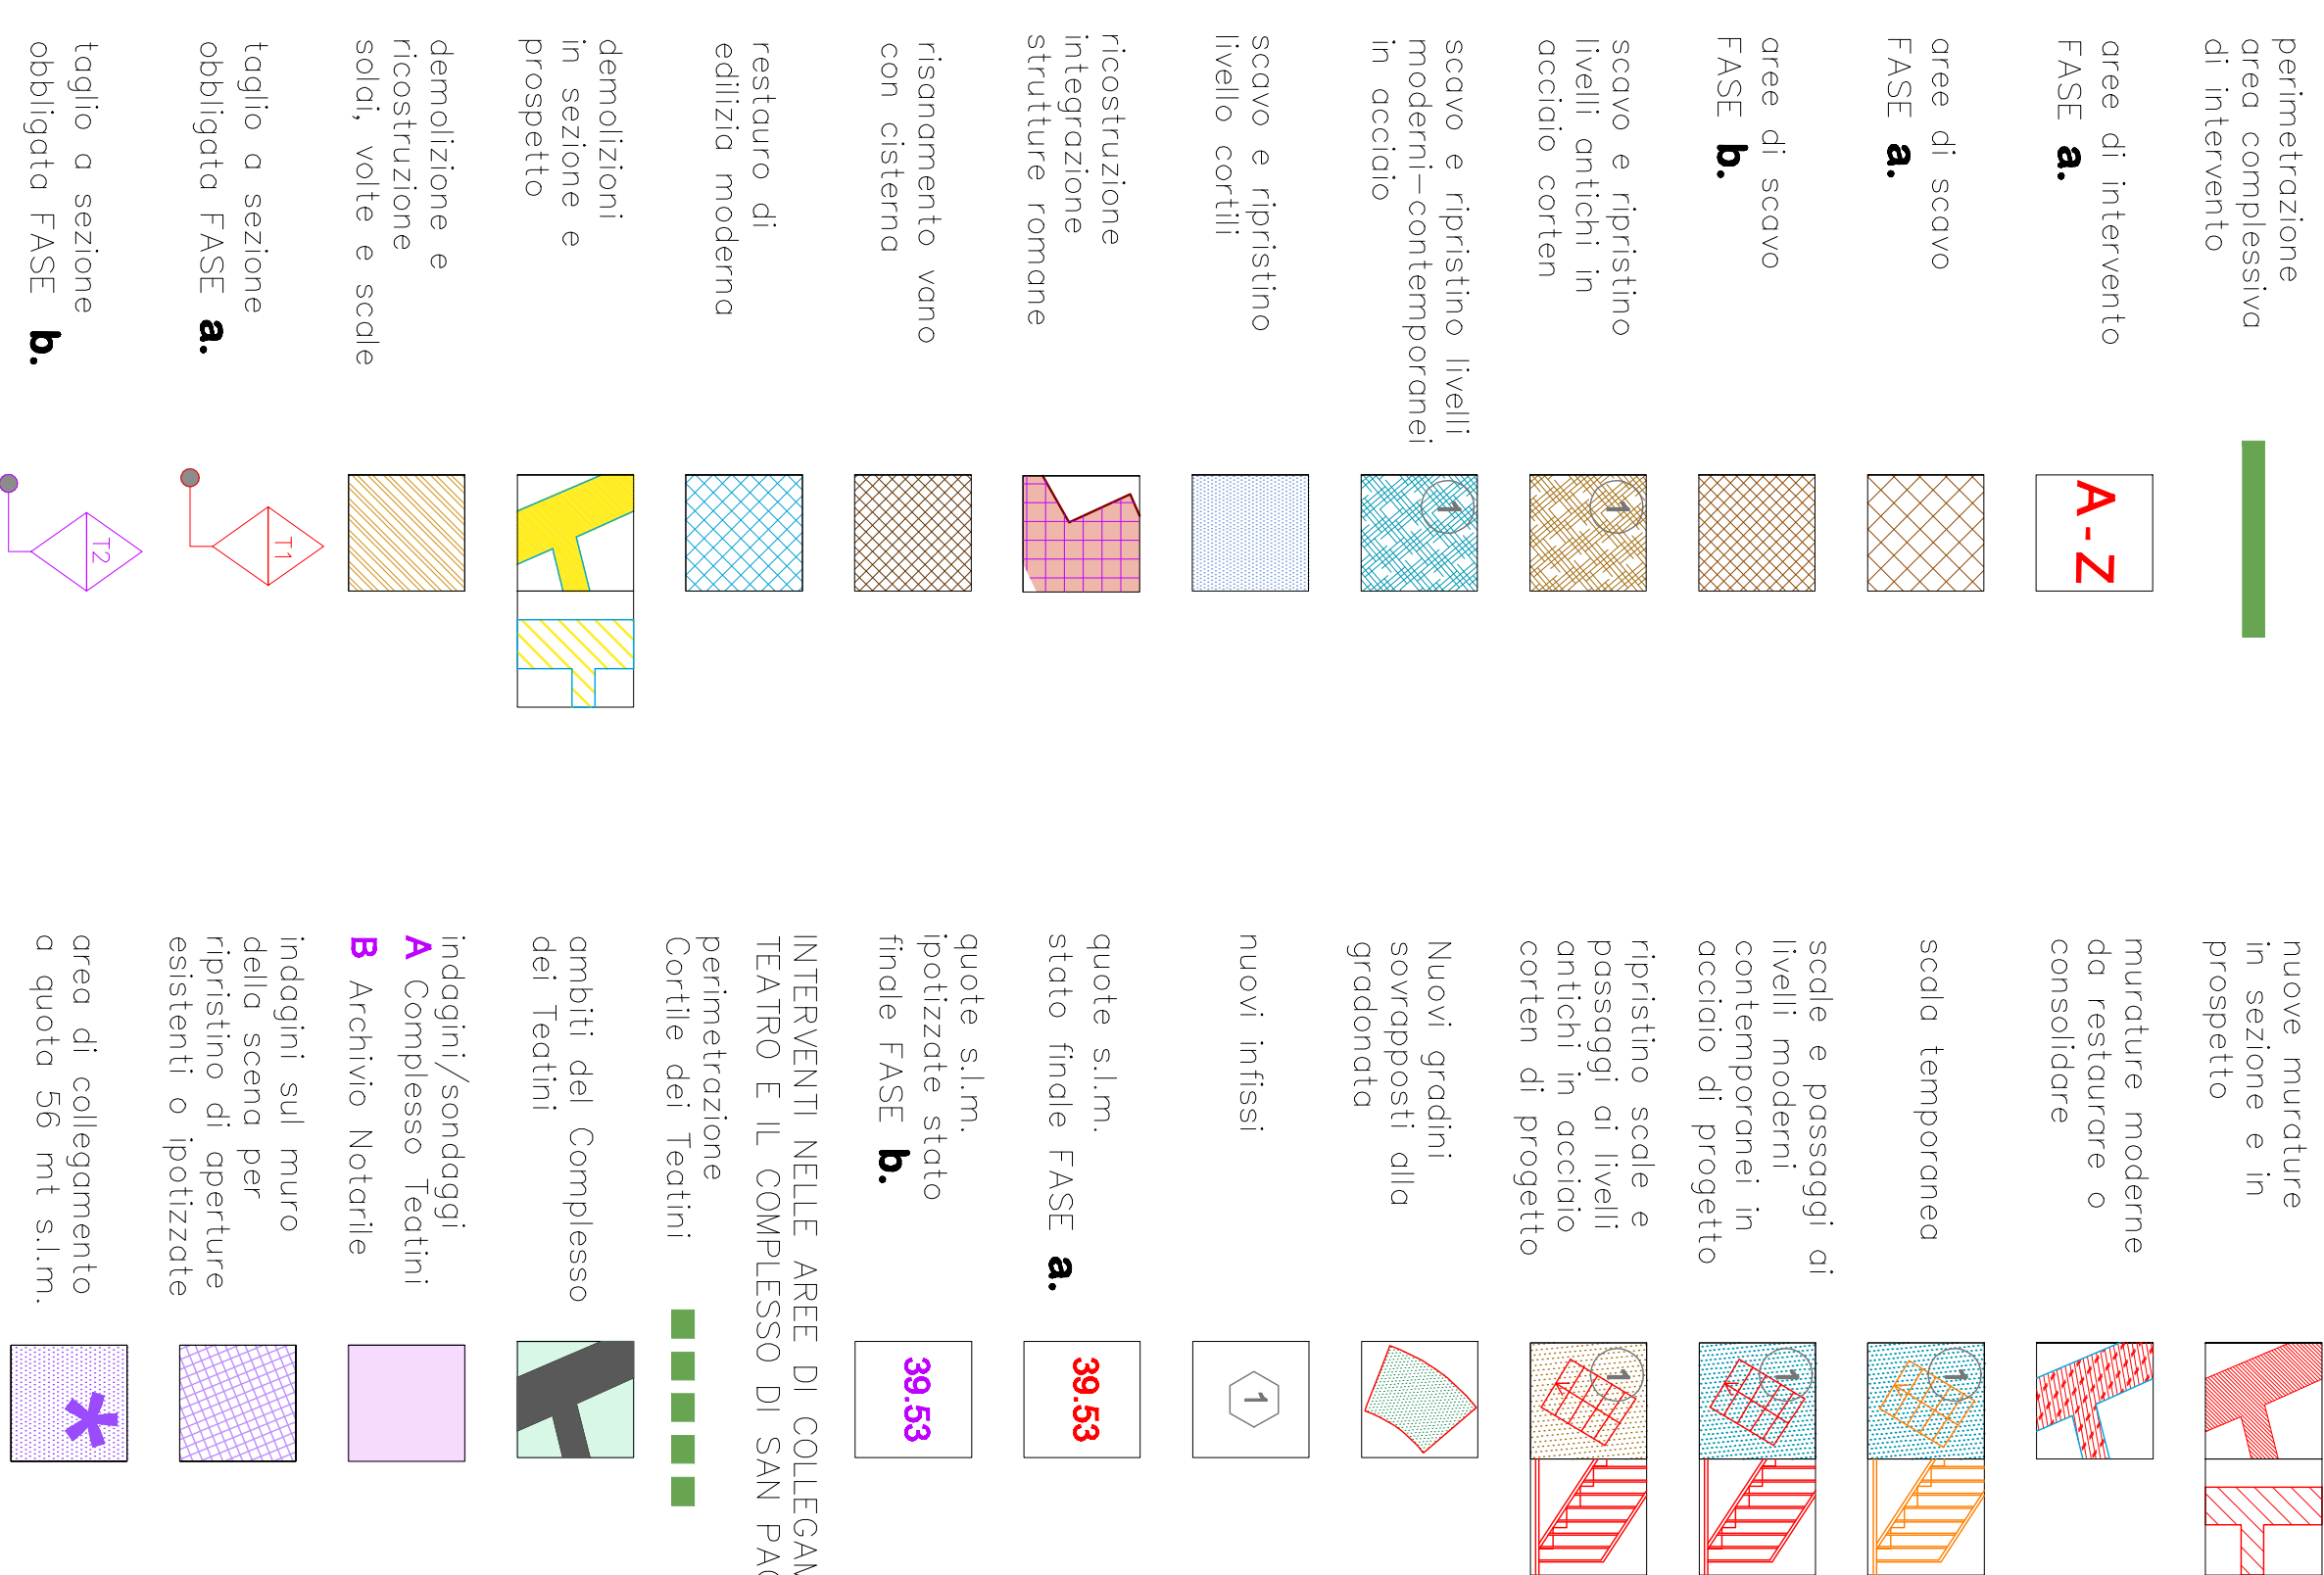 perimetrazione
area complessiva
di intervento
aree di intervento
FASE a.
A-Z
aree di scavo
FASE a.
aree di scavo
FASE b.
scavo e ripristino
livelli antichi in
acciaio corten
1
scavo e ripristino livelli
moderni-contemporanei
in acciaio
1
scavo e ripristino
livello cortili
ricostruzione
integrazione
strutture romane
risanamento vano
con cisterna
restauro di
edilizia moderna
demolizioni
in sezione e
prospetto
demolizione e
ricostruzione
solai, volte e scale
taglio a sezione
obbligata FASE a.
T1
taglio a sezione
obbligata FASE b.
T2
nuove murature
in sezione e in
prospetto
murature moderne
da restaurare o
consolidare
scala temporanea
1
scale e passaggi ai
livelli moderni
contemporanei in
acciaio di progetto
1
ripristino scale e
passaggi ai livelli
antichi in acciaio
corten di progetto
1
Nuovi gradini
sovrapposti alla
gradonata
nuovi infissi
1
quote s.l.m.
stato finale FASE a.
39.53
quote s.l.m.
ipotizzate stato
finale FASE b.
39.53
INTERVENTI NELLE AREE DI
TEATRO E IL COMPLESSO DI SAN
perimetrazione
Cortile dei Teatini
ambiti del Complesso
dei Teatini
indagini/sondaggi
A Complesso Teatini
B Archivio Notarile
indagini sul muro
della scena per
ripristino di aperture
esistenti o ipotizzate
area di collegamento
a quota 56 mt s.l.m.
*